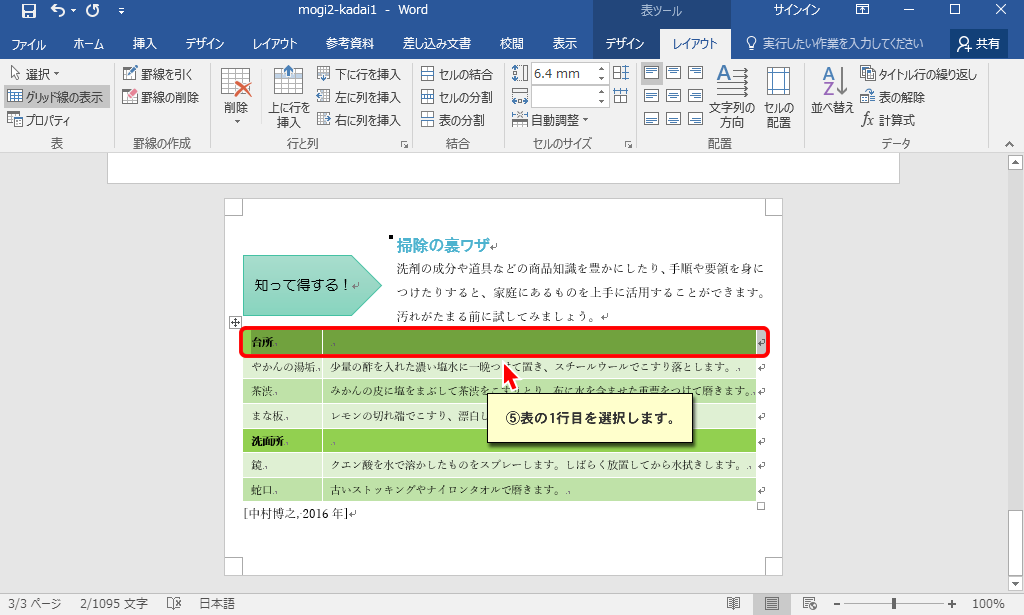 mogi2-kadai1 - Word
表ツール
サインイン
ファイル ホーム 挿入 デザイン レイアウト 参考資料 差し込み文書 校閲 表示 デザイン レイアウト 実行したい作業を入力してください 共有
選択 罫線を引く 下に行を挿入 セルの結合 6.4 mm タイトル行の繰り返し
グリッド線の表示 罫線の削除 削除 上に行を挿入 左に列を挿入 セルの分割 文字列の方向 セルの配置 並べ替え 表の解除
プロパティ 右に列を挿入 表の分割 自動調整 計算式
表 罫線の作成 行と列 結合 セルのサイズ 配置 データ
掃除の裏ワザ
知って得する！
洗剤の成分や道具などの商品知識を豊かにしたり、手順や要領を身に
つけたりすると、家庭にあるものを上手に活用することができます。
汚れがたまる前に試してみましょう。
台所
やかんの湯垢 少量の酢を入れた濃い塩水に一晩つけて置き、スチールウールでこすり落とします。
茶渋 みかんの皮に塩をまぶして茶渋をこすりとり、布に水を含ませた重曹をつけて磨きます。
まな板 レモンの切れ端でこすり、漂白し
⑤表の1行目を選択します。
洗面所
鏡 クエン酸を水で溶かしたものをスプレーします。しばらく放置してから水拭きします。
蛇口 古いストッキングやナイロンタオルで磨きます。
[中村博之, 2016 年]
3/3 ページ 2/1095 文字 日本語 100%